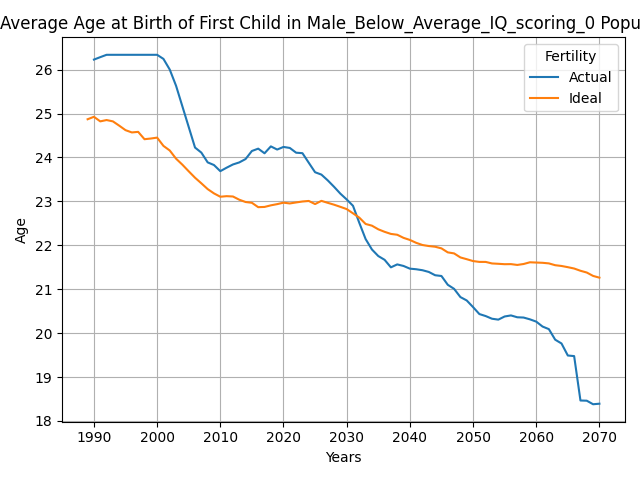 Average Age at Birth of First Child in Male_Below_Average_IQ_scoring_0 Popu
Fertility
Actual
Ideal
26
25
24
23
22
21
20
19
18
Age
1990 2000 2010 2020 2030 2040 2050 2060 2070
Years